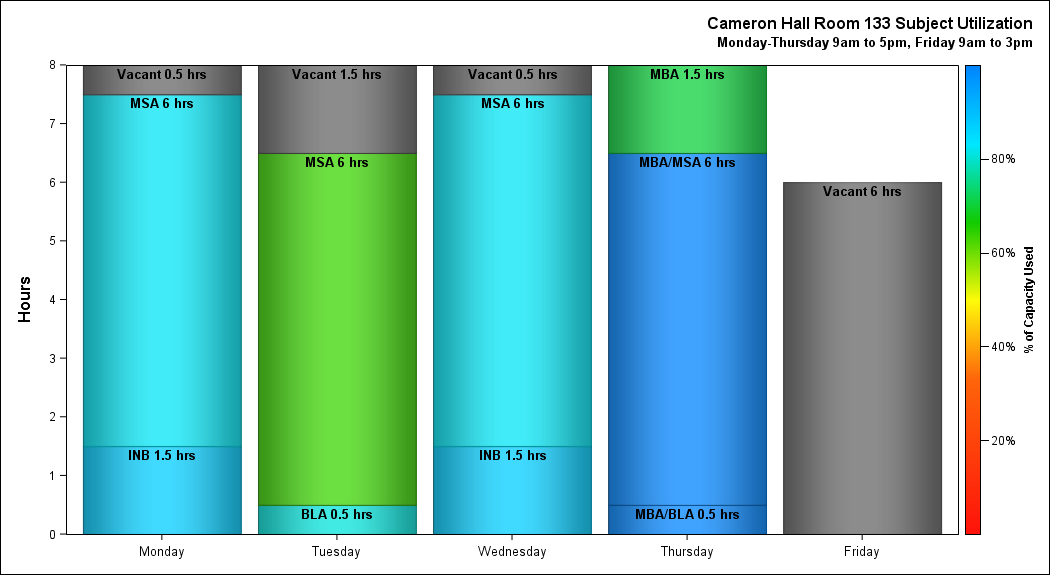 Cameron Hall Room 133 Subject Utilization
Monday-Thursday 9am to 5pm, Friday 9am to 3pm
Hours
8
7
6
5
4
3
2
1
0
Vacant 0.5 hrs
MSA 6 hrs
INB 1.5 hrs
Vacant 1.5 hrs
MSA 6 hrs
BLA 0.5 hrs
Vacant 0.5 hrs
MSA 6 hrs
INB 1.5 hrs
MBA 1.5 hrs
MBA/MSA 6 hrs
MBA/BLA 0.5 hrs
Vacant 6 hrs
Monday
Tuesday
Wednesday
Thursday
Friday
80%
60%
40%
20%
% of Capacity Used